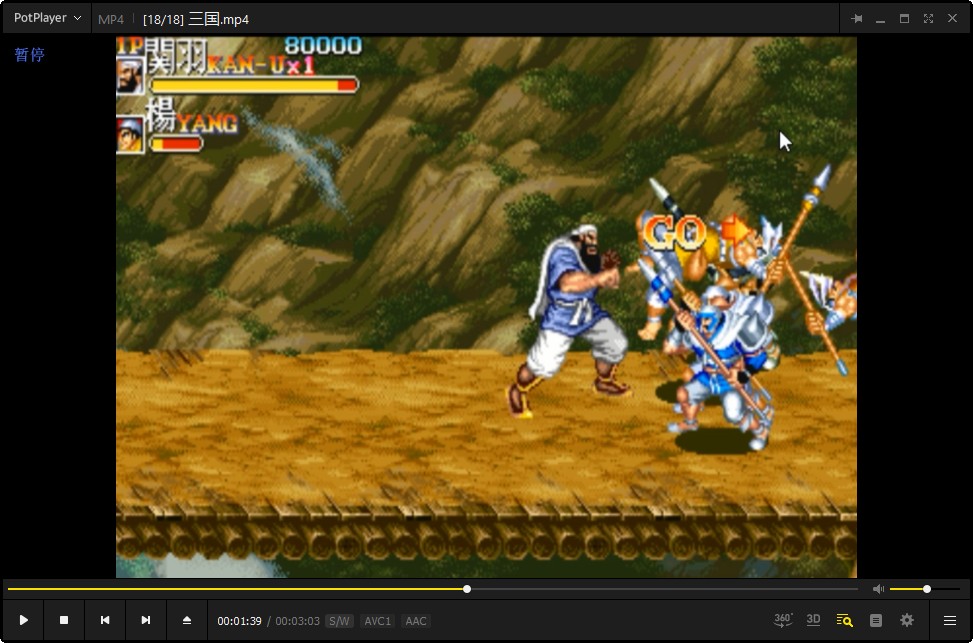 PotPlayer MP4 [18/18] 三国.mp4
暂停
1P 関羽 KAN-U×1 80000
楊 YANG
GO
00:01:39 / 00:03:03 S/W AVC1 AAC 360° 3D